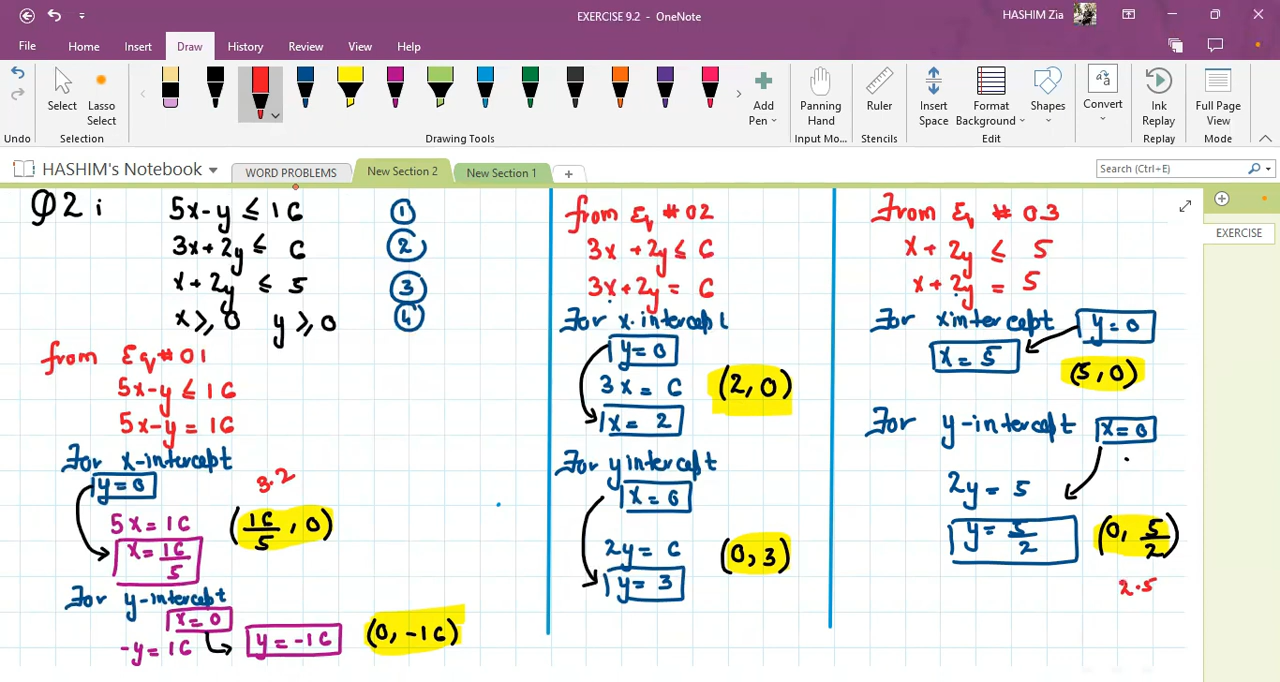 EXERCISE 9.2 - OneNote
HASHIM Zia
File Home Insert Draw History Review View Help
Undo
Select
Lasso Select
Selection
Drawing Tools
Add Pen
Panning Hand
Input Mo...
Ruler
Stencils
Insert Space
Format Background
Shapes
Edit
Convert
Ink Replay
Replay
Full Page View
Mode
HASHIM's Notebook
WORD PROBLEMS
New Section 2
New Section 1
Search (Ctrl+E)
EXERCISE
Q2 i
5x-y ≤ 16 ①
3x+2y ≤ 6 ②
x+2y ≤ 5 ③
x ≥, 0 y ≥, 0 ④
from Eq # 01
5x-y ≤ 16
5x-y = 16
For x-intercept
y=0
3.2
5x=16
x=16/5
(16/5, 0)
For y-intercept
x=0
-y=16
y=-16
(0, -16)
from Eq # 02
3x+2y ≤ 6
3x+2y = 6
For x.intercept
y=0
3x = 6
x = 2
(2, 0)
For y intercept
x=0
2y = 6
y = 3
(0, 3)
From Eq # 03
x+2y ≤ 5
x+2y = 5
For x intercept
y=0
x = 5
(5, 0)
For y-intercept
x=0
2y = 5
y = 5/2
(0, 5/2)
2.5